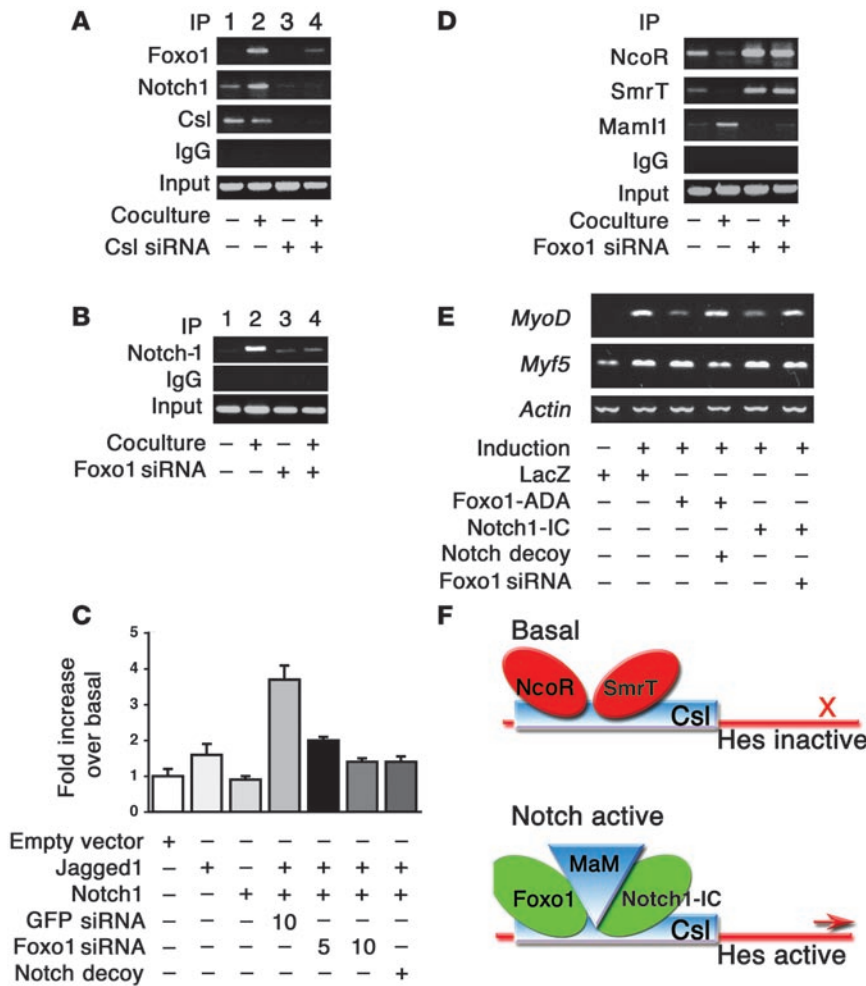 A
IP 1 2 3 4
Foxo1
Notch1
Csl
IgG
Input
Coculture – + – +
Csl siRNA – – + +
B
IP 1 2 3 4
Notch-1
IgG
Input
Coculture – + – +
Foxo1 siRNA – – + +
C
Fold increase
over basal
5
4
3
2
1
0
Empty vector + – – – – – –
Jagged1 – + – + + + +
Notch1 – – + + + + +
GFP siRNA – – – 10 – – –
Foxo1 siRNA – – – – 5 10 –
Notch decoy – – – – – – +
D
IP
NcoR
SmrT
Maml1
IgG
Input
Coculture – + – +
Foxo1 siRNA – – + +
E
MyoD
Myf5
Actin
Induction – + + + + +
LacZ + + – – – –
Foxo1-ADA – – + + – –
Notch1-IC – – – – + +
Notch decoy – – – + – –
Foxo1 siRNA – – – – – +
F
Basal
NcoR SmrT
Csl
X
Hes inactive
Notch active
MaM
Foxo1 Notch1-IC
Csl
Hes active